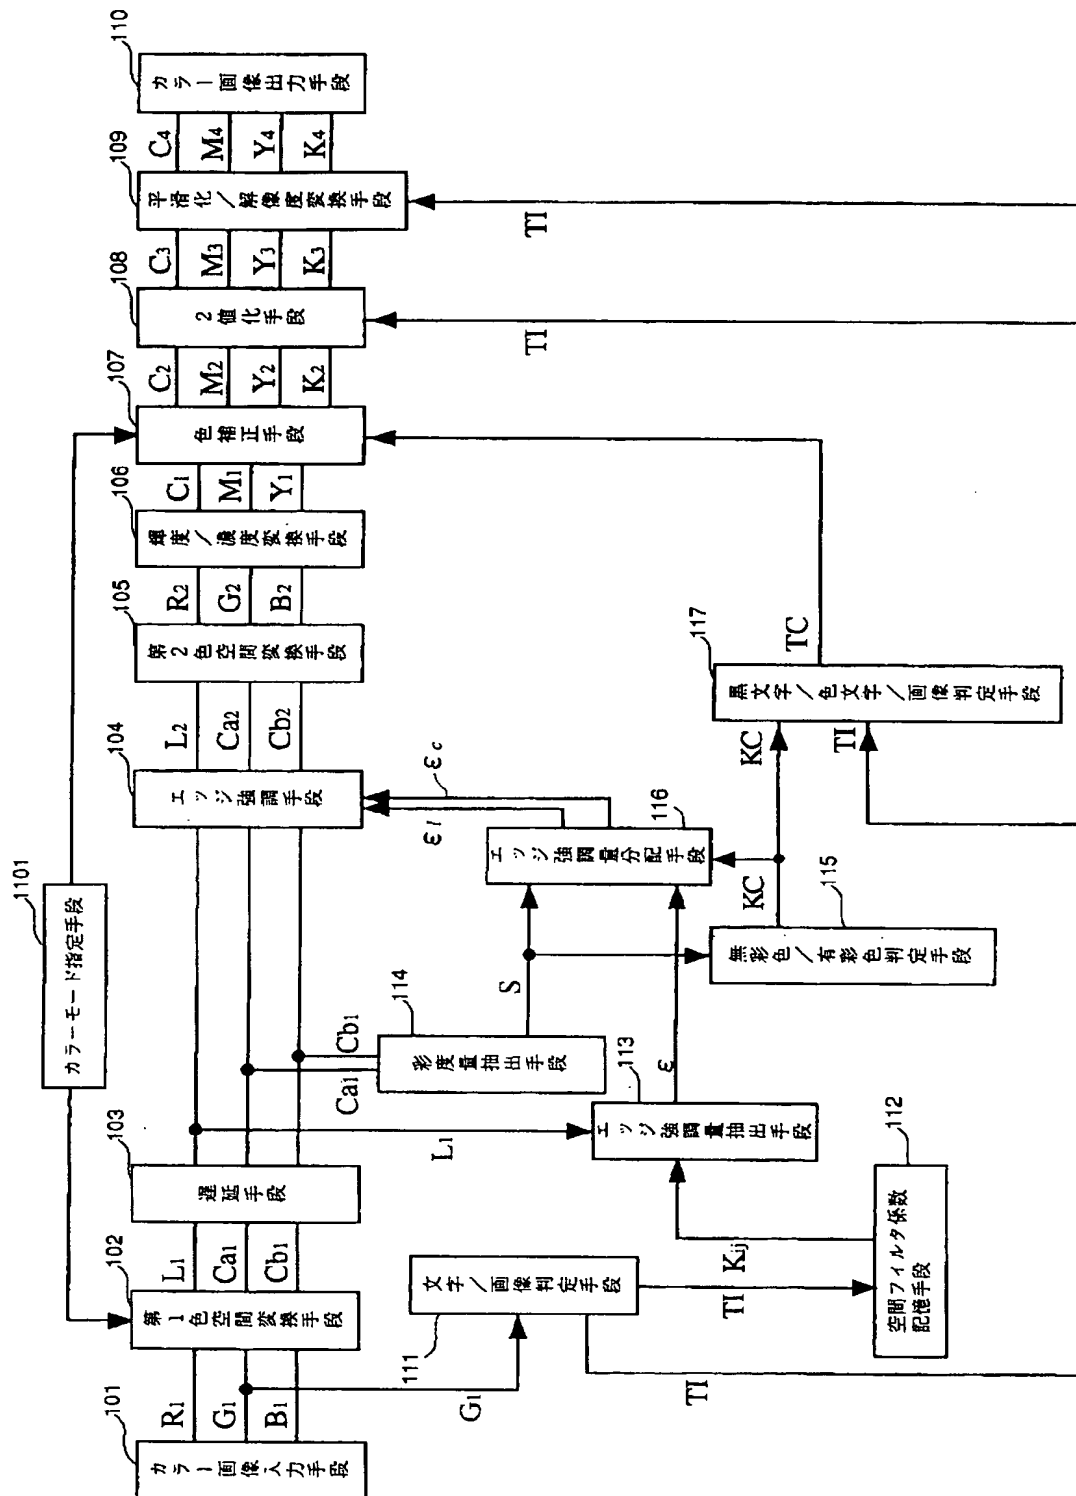 1101
カラーモード指定手段
101
カラー画像入力手段
R1
G1
B1
102
第1色空間変換手段
L1
Ca1
Cb1
103
遅延手段
104
エッジ強調手段
L2
Ca2
Cb2
105
第2色空間変換手段
R2
G2
B2
106
輝度/濃度変換手段
C1
M1
Y1
107
色補正手段
C2
M2
Y2
K2
108
2値化手段
C3
M3
Y3
K3
109
平滑化/解像度変換手段
C4
M4
Y4
K4
110
カラー画像出力手段
G1
111
文字/画像判定手段
TI
TI
Kij
112
空間フィルタ係数
記憶手段
L1
113
エッジ強調量抽出手段
ε
Ca1
Cb1
114
彩度量抽出手段
S
115
無彩色/有彩色判定手段
KC
116
エッジ強調量分配手段
εl
εc
KC
TI
117
黒文字/色文字/画像判定手段
TC
TI
TI